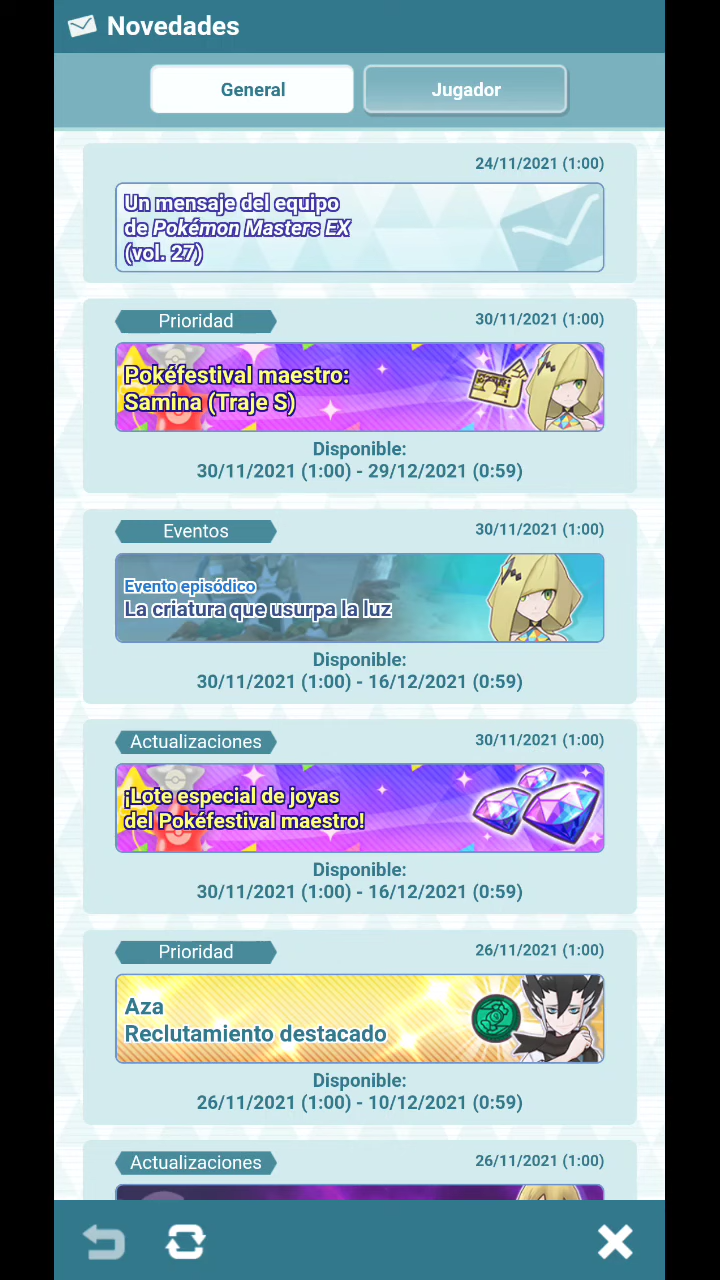 Novedades
General
Jugador
24/11/2021 (1:00)
Un mensaje del equipo
de Pokémon Masters EX
(vol. 27)
Prioridad
30/11/2021 (1:00)
Pokéfestival maestro:
Samina (Traje S)
Disponible:
30/11/2021 (1:00) - 29/12/2021 (0:59)
Eventos
30/11/2021 (1:00)
Evento episódico
La criatura que usurpa la luz
Disponible:
30/11/2021 (1:00) - 16/12/2021 (0:59)
Actualizaciones
30/11/2021 (1:00)
¡Lote especial de joyas
del Pokéfestival maestro!
Disponible:
30/11/2021 (1:00) - 16/12/2021 (0:59)
Prioridad
26/11/2021 (1:00)
Aza
Reclutamiento destacado
Disponible:
26/11/2021 (1:00) - 10/12/2021 (0:59)
Actualizaciones
26/11/2021 (1:00)